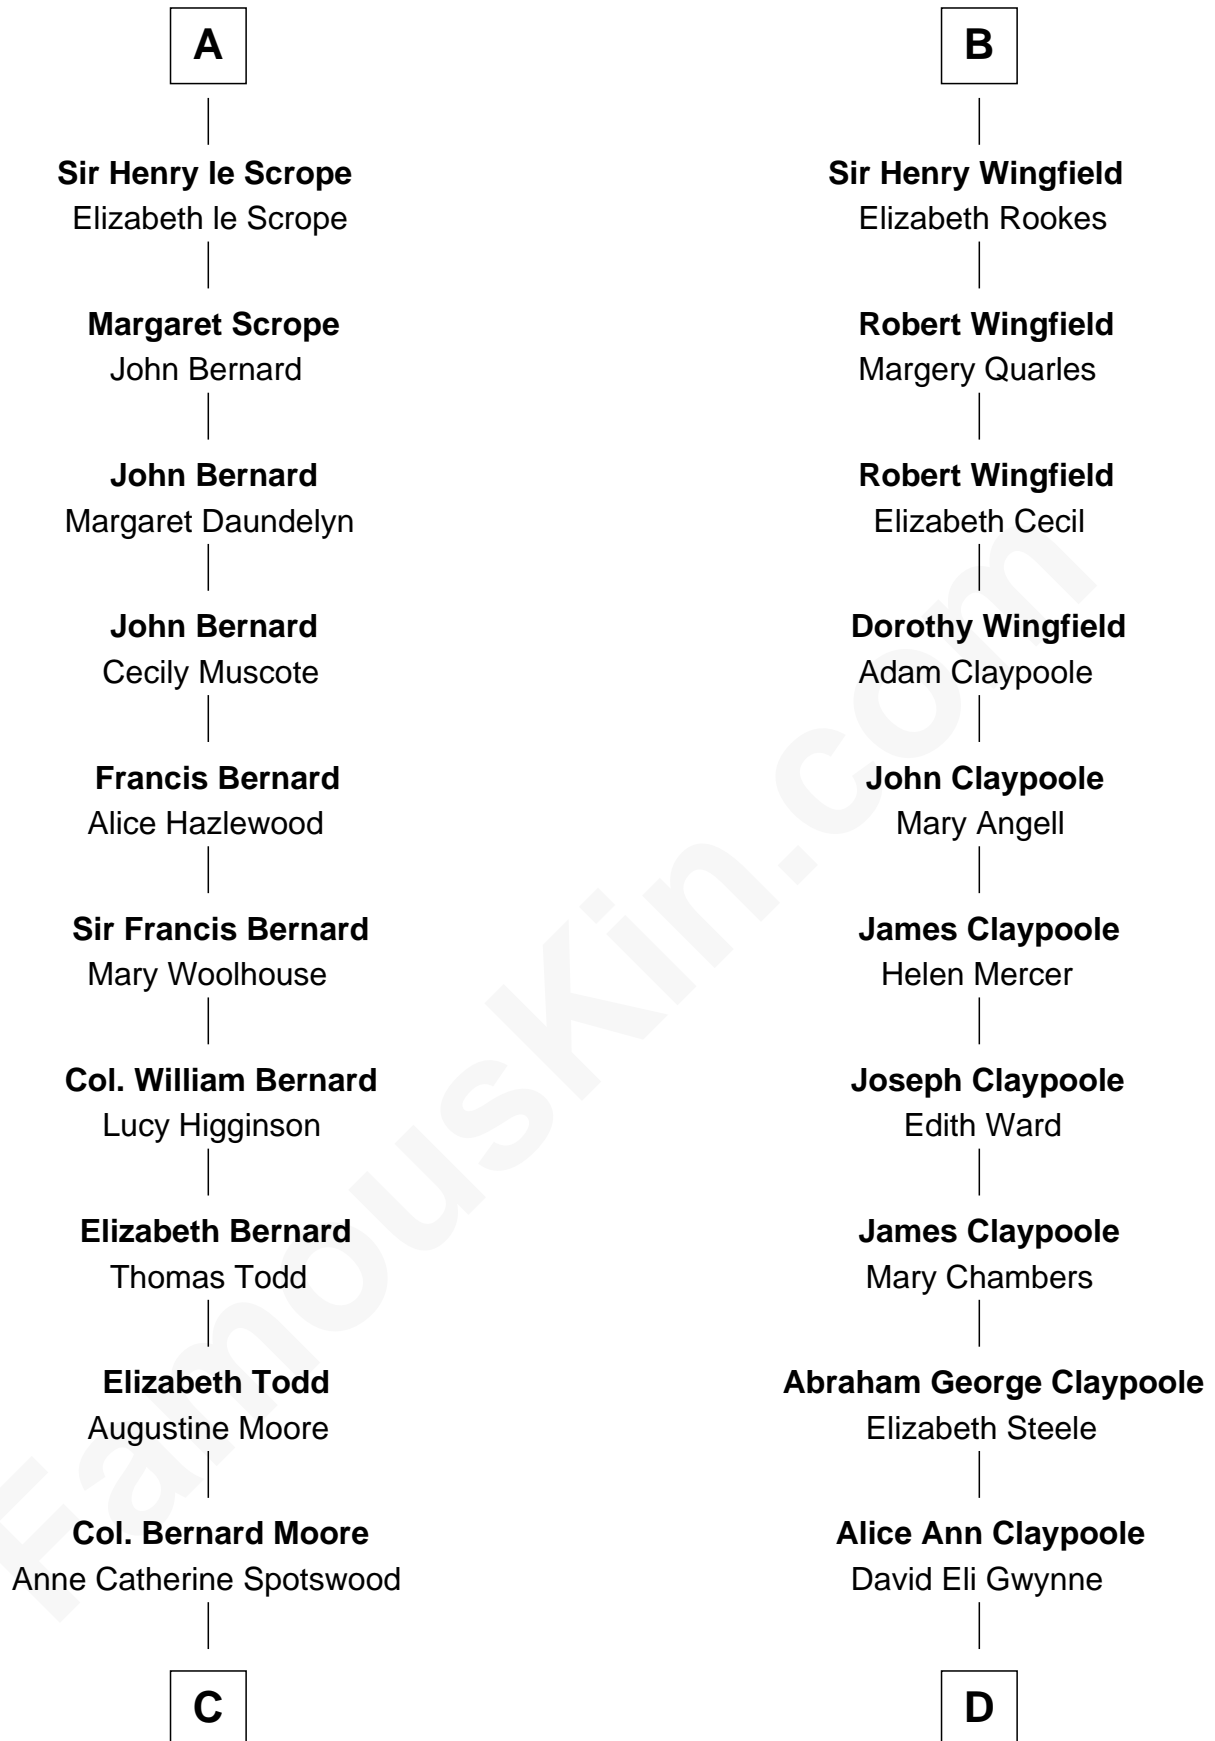 A
Sir Henry le Scrope
Elizabeth le Scrope
Margaret Scrope
John Bernard
John Bernard
Margaret Daundelyn
John Bernard
Cecily Muscote
Francis Bernard
Alice Hazlewood
Sir Francis Bernard
Mary Woolhouse
Col. William Bernard
Lucy Higginson
Elizabeth Bernard
Thomas Todd
Elizabeth Todd
Augustine Moore
Col. Bernard Moore
Anne Catherine Spotswood
C
B
Sir Henry Wingfield
Elizabeth Rookes
Robert Wingfield
Margery Quarles
Robert Wingfield
Elizabeth Cecil
Dorothy Wingfield
Adam Claypoole
John Claypoole
Mary Angell
James Claypoole
Helen Mercer
Joseph Claypoole
Edith Ward
James Claypoole
Mary Chambers
Abraham George Claypoole
Elizabeth Steele
Alice Ann Claypoole
David Eli Gwynne
D
FamousKin.com